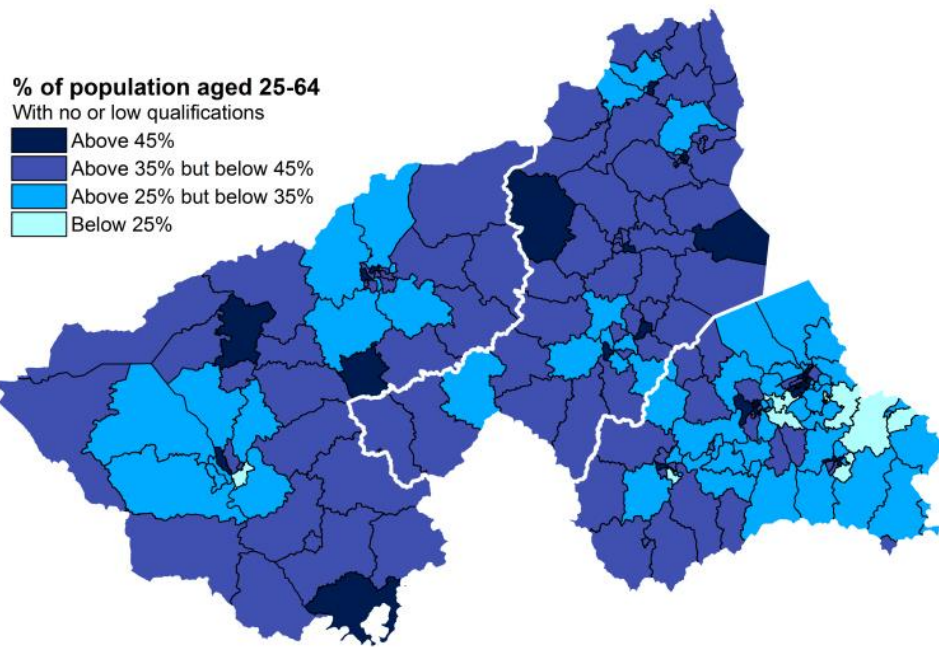 % of population aged 25-64
With no or low qualifications
Above 45%
Above 35% but below 45%
Above 25% but below 35%
Below 25%